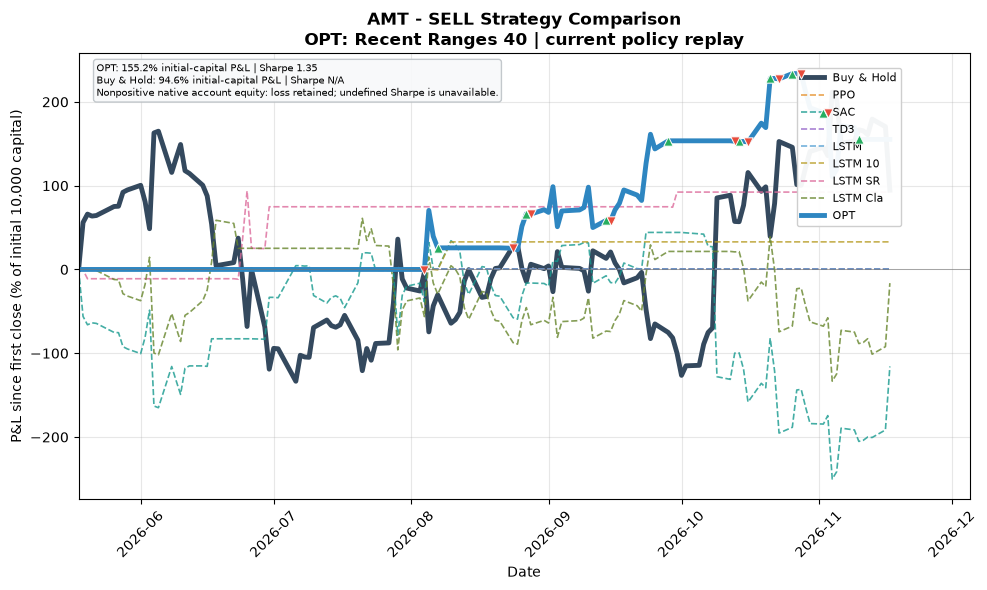 AMT - SELL Strategy Comparison
OPT: Recent Ranges 40 | current policy replay
OPT: 155.2% initial-capital P&L | Sharpe 1.35
Buy & Hold: 94.6% initial-capital P&L | Sharpe N/A
Nonpositive native account equity: loss retained; undefined Sharpe is unavailable.
Buy & Hold
PPO
SAC
TD3
LSTM
LSTM 10
LSTM SR
LSTM Cla
OPT
P&L since first close (% of initial 10,000 capital)
200
100
0
−100
−200
2026-06
2026-07
2026-08
2026-09
2026-10
2026-11
2026-12
Date